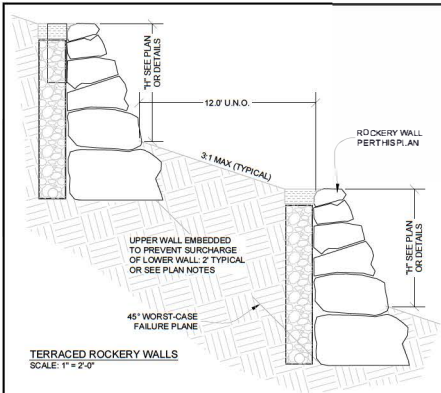 "H" SEE PLAN
OR DETAILS
12.0' U.N.O.
ROCKERY WALL
PER THIS PLAN
3:1 MAX (TYPICAL)
"H" SEE PLAN
OR DETAILS
UPPER WALL EMBEDDED
TO PREVENT SURCHARGE
OF LOWER WALL: 2' TYPICAL
OR SEE PLAN NOTES
45° WORST-CASE
FAILURE PLANE
TERRACED ROCKERY WALLS
SCALE: 1" = 2'-0"